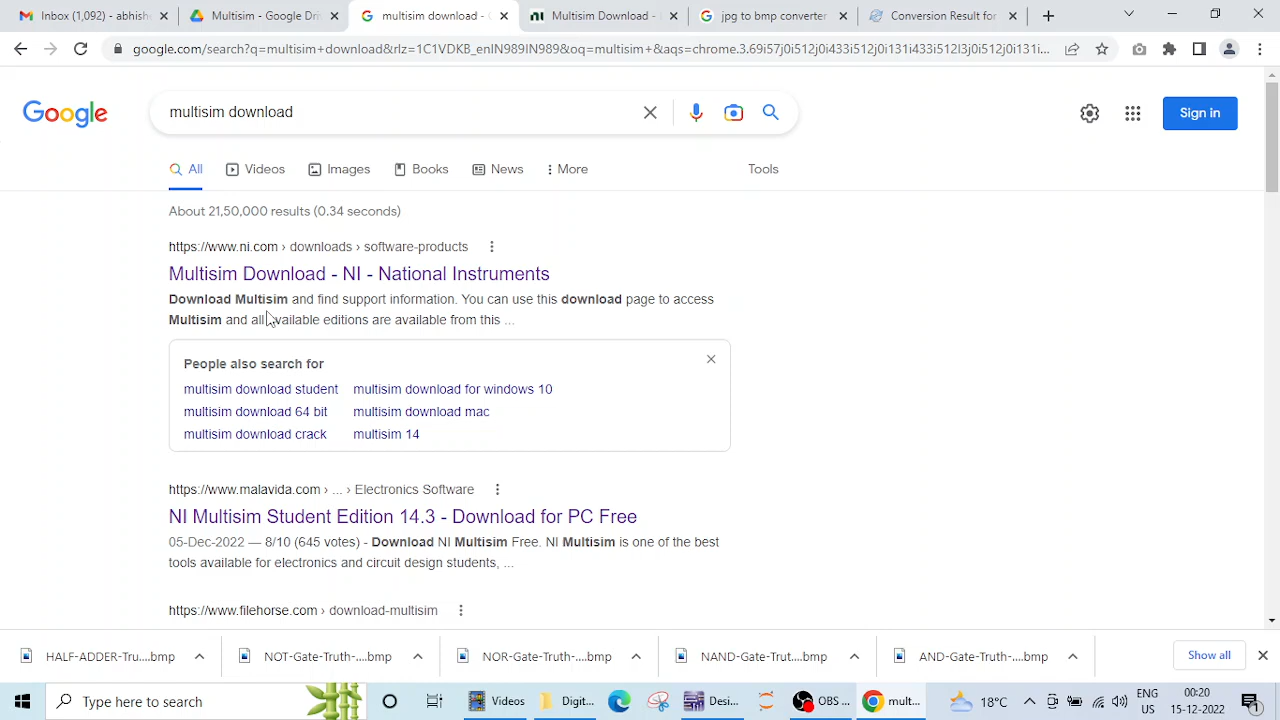 Inbox (1,092) - abhish
Multisim - Google Dri
multisim download - G
Multisim Download -
jpg to bmp converter
Conversion Result for
google.com/search?q=multisim+download&rlz=1C1VDKB_enIN989IN989&oq=multisim+&aqs=chrome.3.69i57j0i512j0i433i512j0i131i433i512l3j0i512j0i131i...
Google
multisim download
Sign in
All
Videos
Images
Books
News
More
Tools
About 21,50,000 results (0.34 seconds)
https://www.ni.com › downloads › software-products
Multisim Download - NI - National Instruments
Download Multisim and find support information. You can use this download page to access
Multisim and all available editions are available from this ...
People also search for
multisim download student multisim download for windows 10
multisim download 64 bit multisim download mac
multisim download crack multisim 14
https://www.malavida.com › ... › Electronics Software
NI Multisim Student Edition 14.3 - Download for PC Free
05-Dec-2022 — 8/10 (645 votes) - Download NI Multisim Free. NI Multisim is one of the best
tools available for electronics and circuit design students, ...
https://www.filehorse.com › download-multisim
HALF-ADDER-Tru....bmp
NOT-Gate-Truth-....bmp
NOR-Gate-Truth-....bmp
NAND-Gate-Trut....bmp
AND-Gate-Truth-....bmp
Show all
Type here to search
Videos
Digit...
Desi...
OBS ...
mult...
18°C
ENG
US
00:20
15-12-2022
1